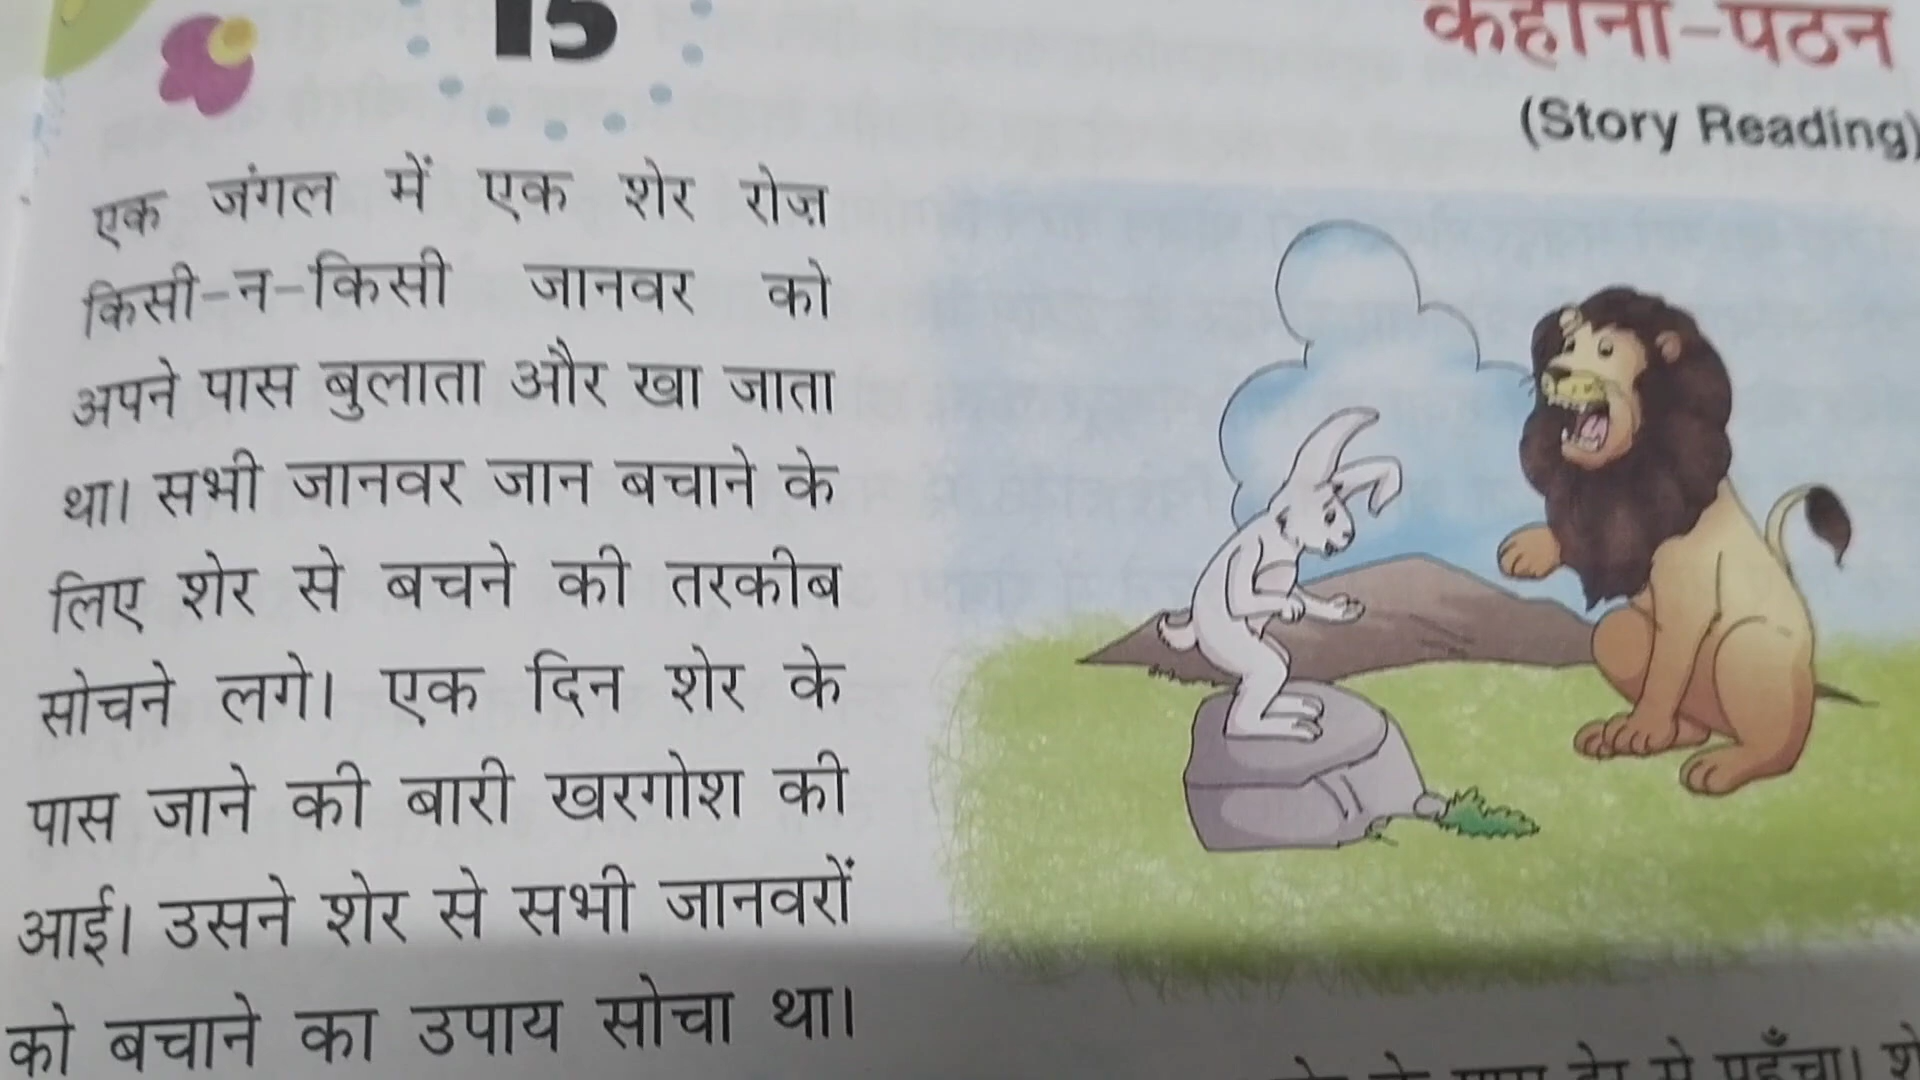 15
कहानी-पठन
(Story Reading)
एक जंगल में एक शेर रोज़
किसी-न-किसी जानवर को
अपने पास बुलाता और खा जाता
था। सभी जानवर जान बचाने के
लिए शेर से बचने की तरकीब
सोचने लगे। एक दिन शेर के
पास जाने की बारी खरगोश की
आई। उसने शेर से सभी जानवरों
को बचाने का उपाय सोचा था।
देर से पहुँचा।